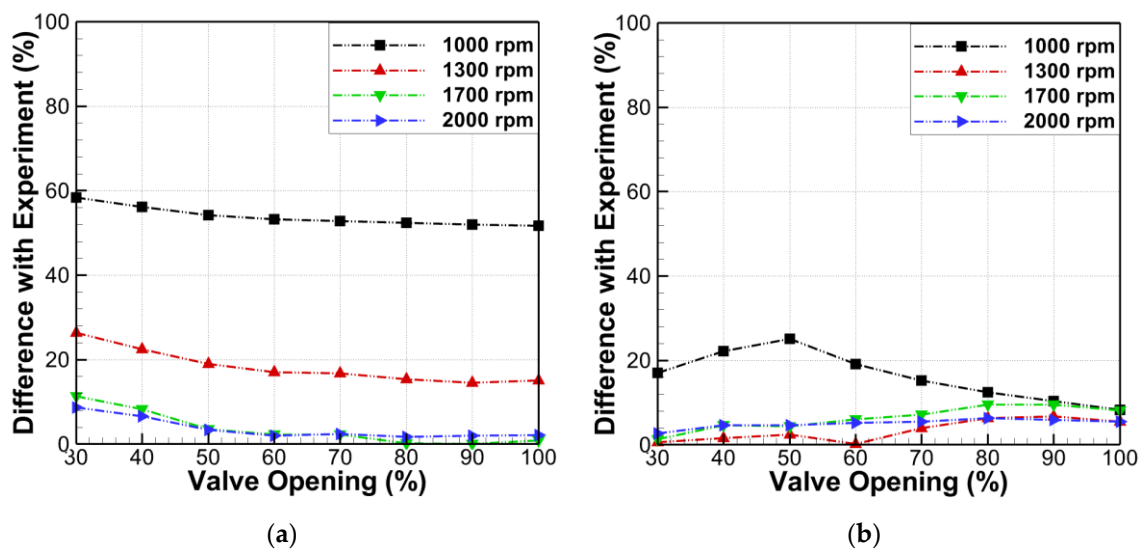 Difference with Experiment (%)
100
80
60
40
20
0
1000 rpm
1300 rpm
1700 rpm
2000 rpm
30 40 50 60 70 80 90 100
Valve Opening (%)
(a)
Difference with Experiment (%)
100
80
60
40
20
0
1000 rpm
1300 rpm
1700 rpm
2000 rpm
30 40 50 60 70 80 90 100
Valve Opening (%)
(b)